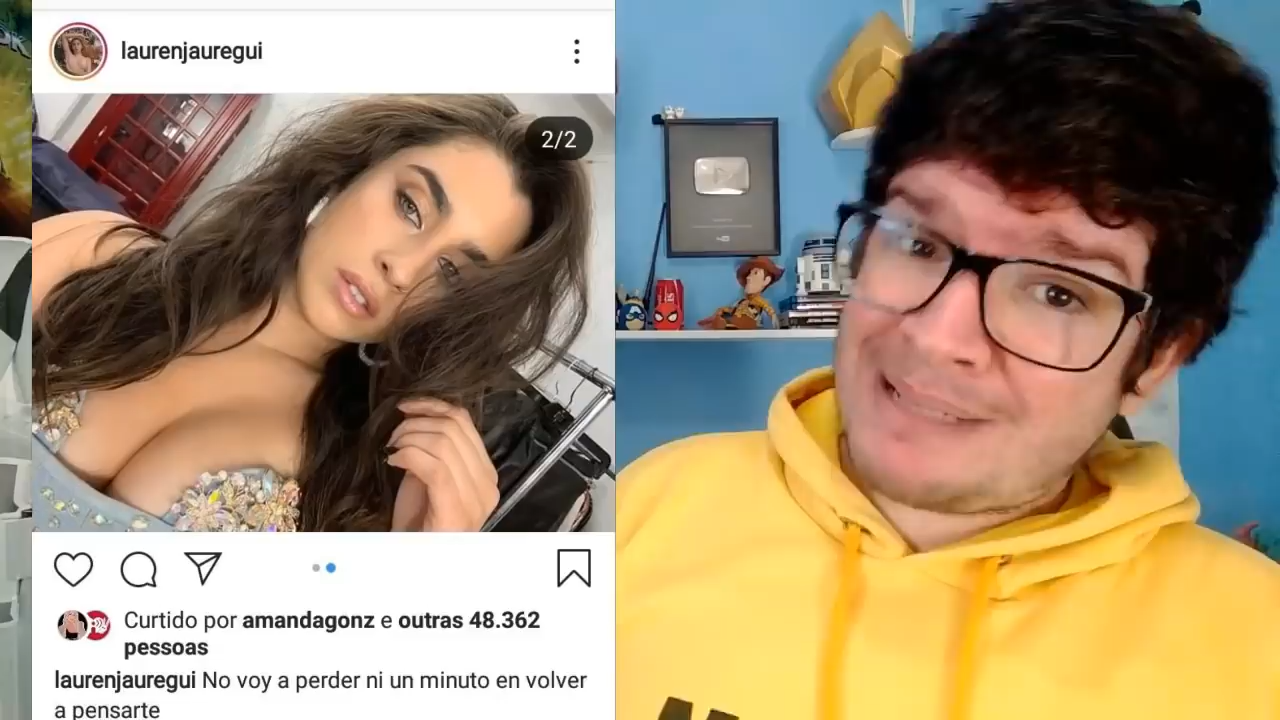 laurenjauregui
2/2
Curtido por amandagonz e outras 48.362
pessoas
laurenjauregui No voy a perder ni un minuto en volver
a pensarte